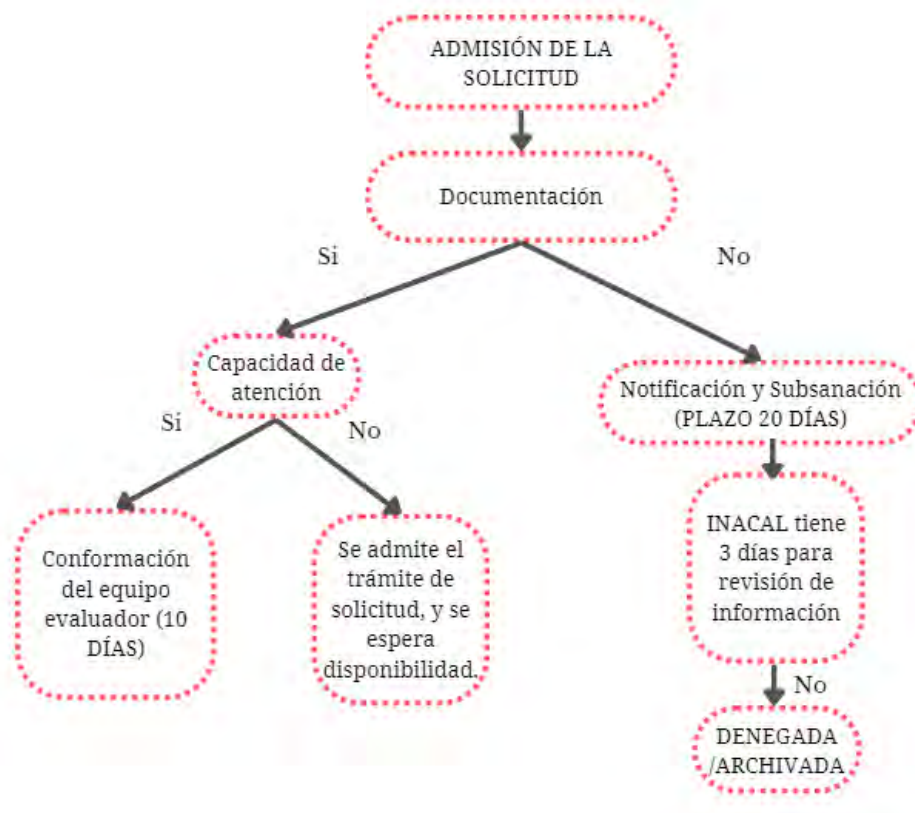 ADMISIÓN DE LA
SOLICITUD
Documentación
Si
No
Capacidad de
atención
Notificación y Subsanación
(PLAZO 20 DÍAS)
Si
No
INACAL tiene
3 días para
revisión de
información
Conformación
del equipo
evaluador (10
DÍAS)
Se admite el
trámite de
solicitud, y se
espera
disponibilidad.
No
DENEGADA
/ARCHIVADA